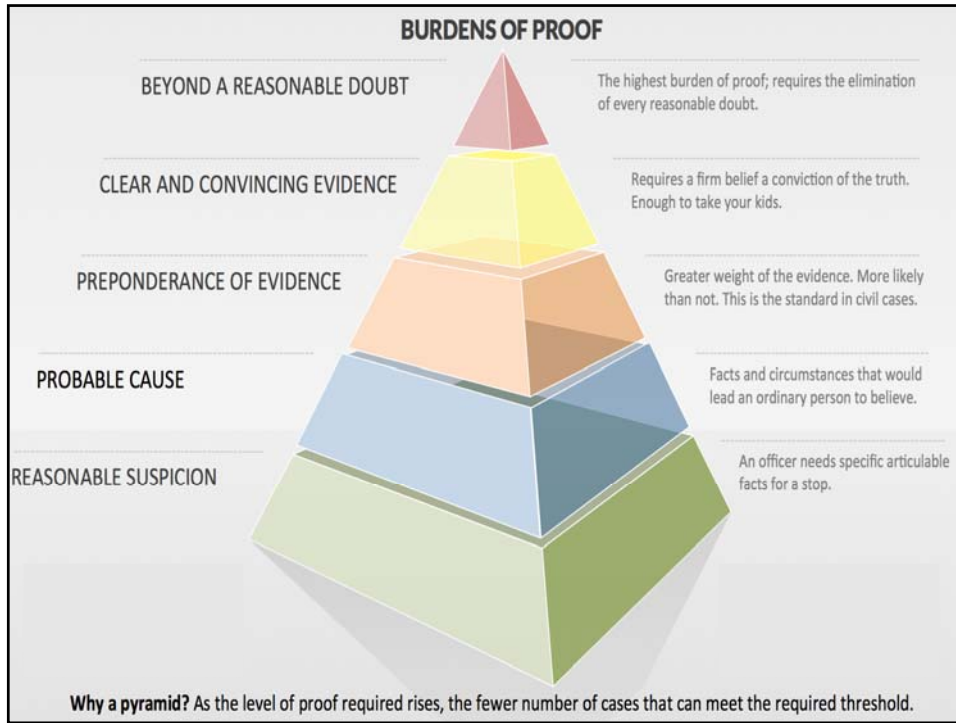 BURDENS OF PROOF
BEYOND A REASONABLE DOUBT
The highest burden of proof; requires the elimination
of every reasonable doubt.
CLEAR AND CONVINCING EVIDENCE
Requires a firm belief a conviction of the truth.
Enough to take your kids.
PREPONDERANCE OF EVIDENCE
Greater weight of the evidence. More likely
than not. This is the standard in civil cases.
PROBABLE CAUSE
Facts and circumstances that would
lead an ordinary person to believe.
REASONABLE SUSPICION
An officer needs specific articulable
facts for a stop.
Why a pyramid? As the level of proof required rises, the fewer number of cases that can meet the required threshold.